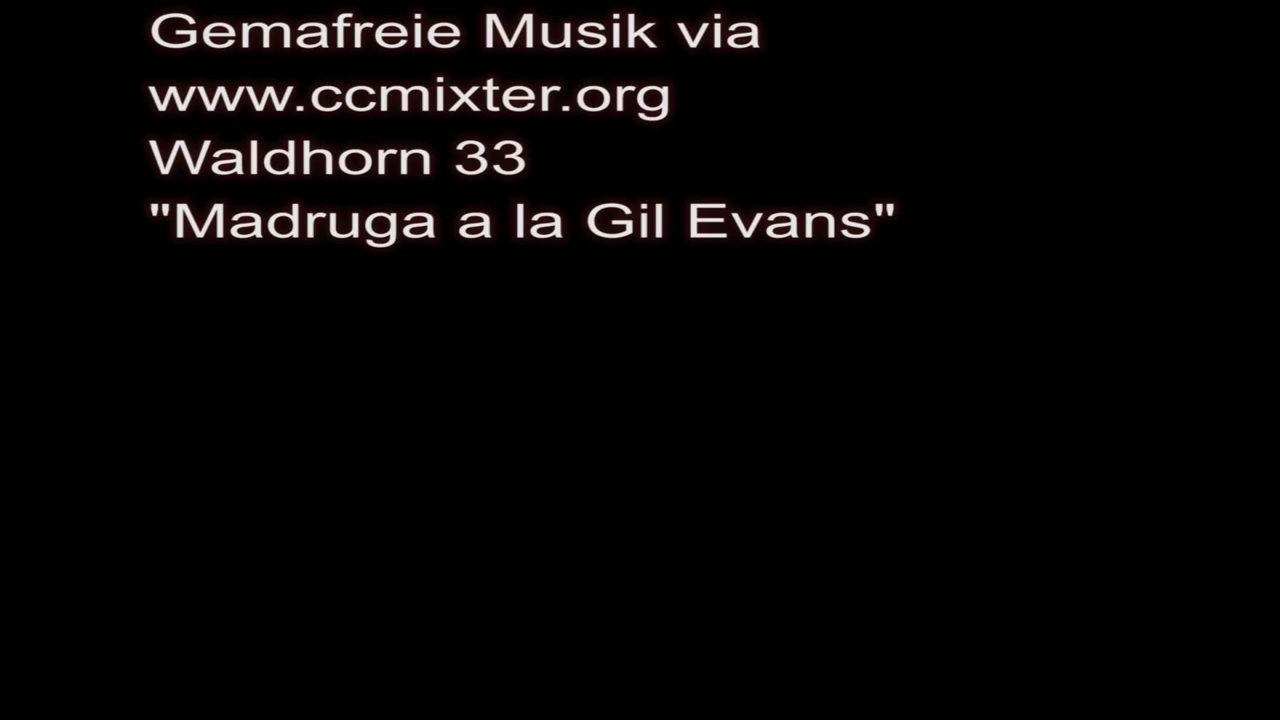 Gemafreie Musik via
www.ccmixter.org
Waldhorn 33
"Madruga a la Gil Evans"